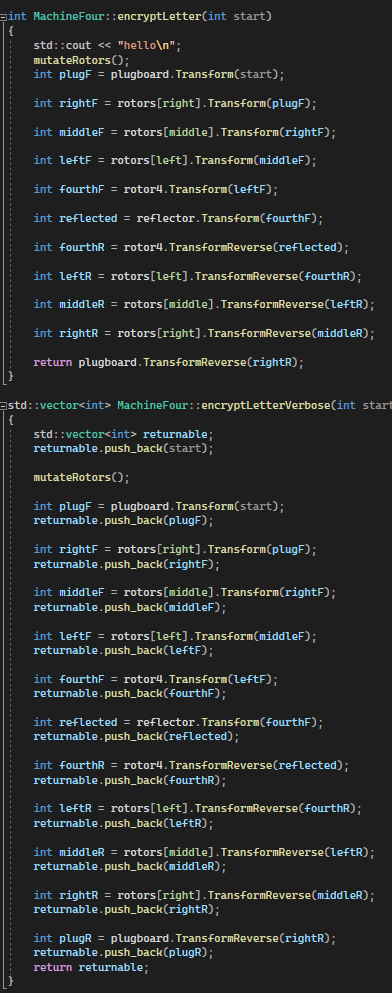 int MachineFour::encryptLetter(int start)
{
std::cout << "hello\n";
mutateRotors();
int plugF = plugboard.Transform(start);
int rightF = rotors[right].Transform(plugF);
int middleF = rotors[middle].Transform(rightF);
int leftF = rotors[left].Transform(middleF);
int fourthF = rotor4.Transform(leftF);
int reflected = reflector.Transform(fourthF);
int fourthR = rotor4.TransformReverse(reflected);
int leftR = rotors[left].TransformReverse(fourthR);
int middleR = rotors[middle].TransformReverse(leftR);
int rightR = rotors[right].TransformReverse(middleR);
return plugboard.TransformReverse(rightR);
}
std::vector<int> MachineFour::encryptLetterVerbose(int start
{
std::vector<int> returnable;
returnable.push_back(start);
mutateRotors();
int plugF = plugboard.Transform(start);
returnable.push_back(plugF);
int rightF = rotors[right].Transform(plugF);
returnable.push_back(rightF);
int middleF = rotors[middle].Transform(rightF);
returnable.push_back(middleF);
int leftF = rotors[left].Transform(middleF);
returnable.push_back(leftF);
int fourthF = rotor4.Transform(leftF);
returnable.push_back(fourthF);
int reflected = reflector.Transform(fourthF);
returnable.push_back(reflected);
int fourthR = rotor4.TransformReverse(reflected);
returnable.push_back(fourthR);
int leftR = rotors[left].TransformReverse(fourthR);
returnable.push_back(leftR);
int middleR = rotors[middle].TransformReverse(leftR);
returnable.push_back(middleR);
int rightR = rotors[right].TransformReverse(middleR);
returnable.push_back(rightR);
int plugR = plugboard.TransformReverse(rightR);
returnable.push_back(plugR);
return returnable;
}